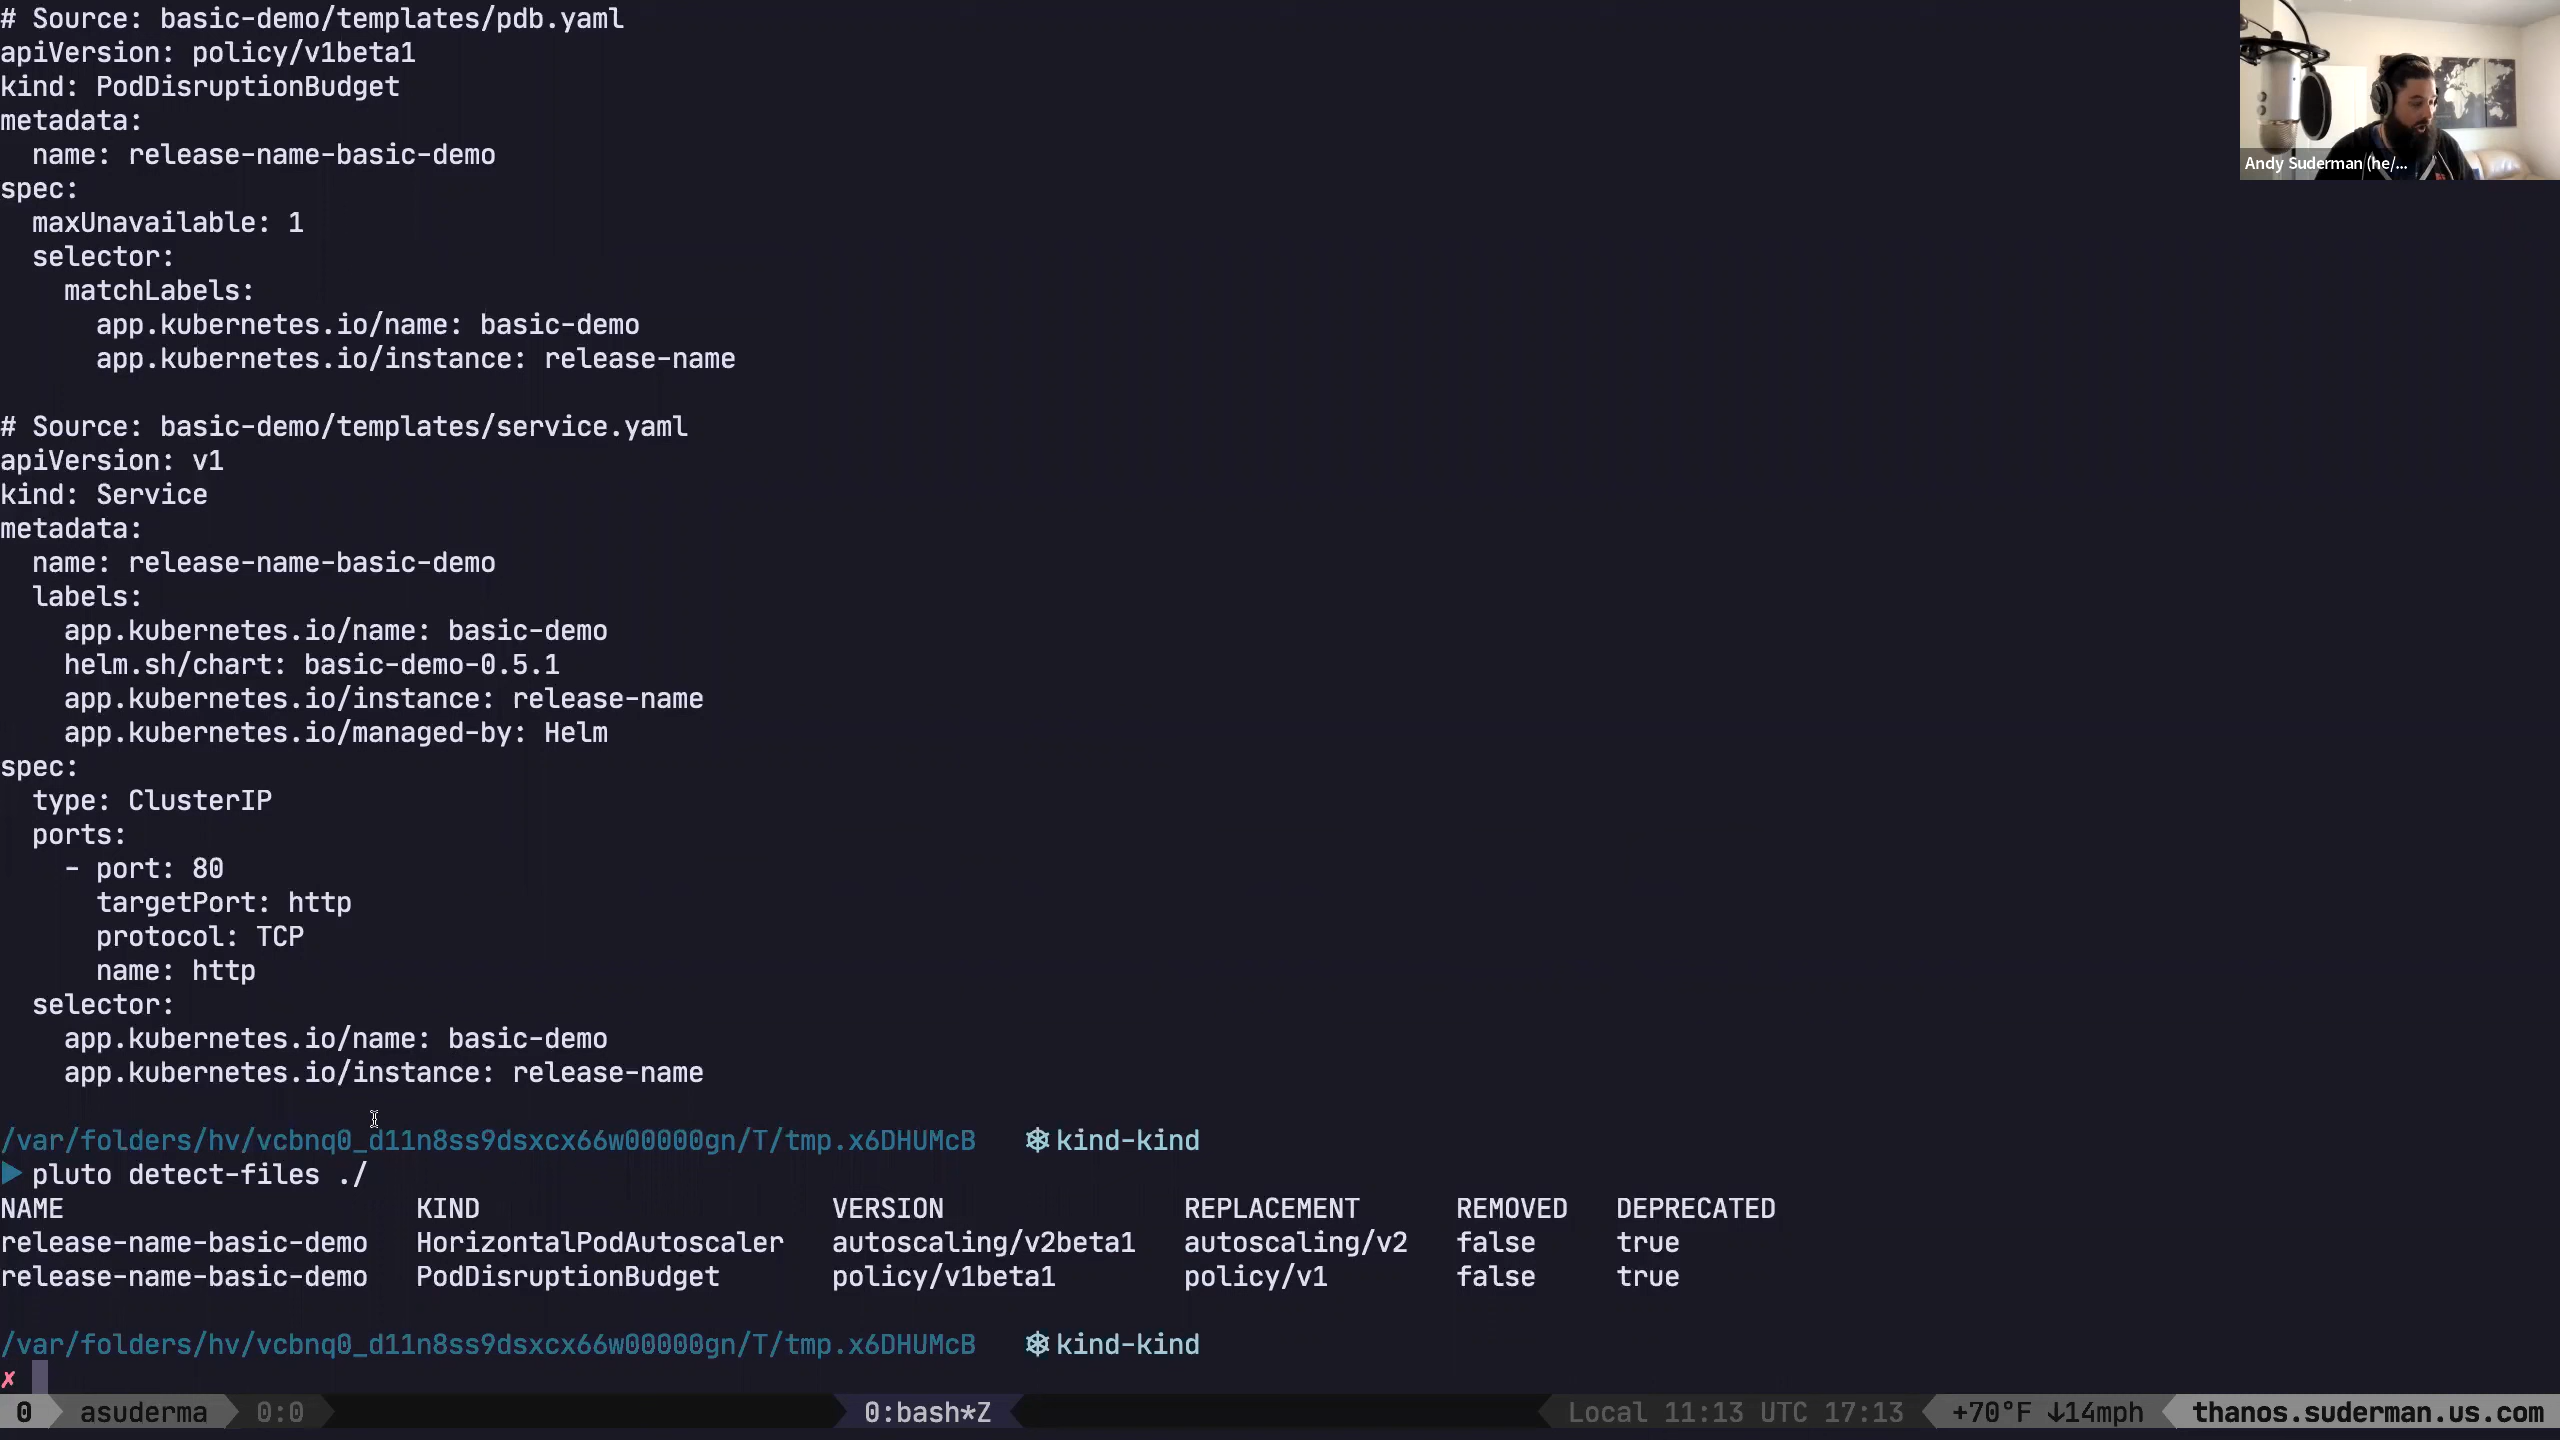 # Source: basic-demo/templates/pdb.yaml
apiVersion: policy/v1beta1
kind: PodDisruptionBudget
metadata:
  name: release-name-basic-demo
spec:
  maxUnavailable: 1
  selector:
    matchLabels:
      app.kubernetes.io/name: basic-demo
      app.kubernetes.io/instance: release-name
# Source: basic-demo/templates/service.yaml
apiVersion: v1
kind: Service
metadata:
  name: release-name-basic-demo
  labels:
    app.kubernetes.io/name: basic-demo
    helm.sh/chart: basic-demo-0.5.1
    app.kubernetes.io/instance: release-name
    app.kubernetes.io/managed-by: Helm
spec:
  type: ClusterIP
  ports:
    - port: 80
      targetPort: http
      protocol: TCP
      name: http
  selector:
    app.kubernetes.io/name: basic-demo
    app.kubernetes.io/instance: release-name
/var/folders/hv/vcbnq0_d11n8ss9dsxcx66w00000gn/T/tmp.x6DHUMcB ☸ kind-kind
▶ pluto detect-files ./
NAME KIND VERSION REPLACEMENT REMOVED DEPRECATED
release-name-basic-demo HorizontalPodAutoscaler autoscaling/v2beta1 autoscaling/v2 false true
release-name-basic-demo PodDisruptionBudget policy/v1beta1 policy/v1 false true
/var/folders/hv/vcbnq0_d11n8ss9dsxcx66w00000gn/T/tmp.x6DHUMcB ☸ kind-kind
✗
0 asuderma 0:0 0:bash*Z Local 11:13 UTC 17:13 +70°F ↓14mph thanos.suderman.us.com
Andy Suderman (he/...